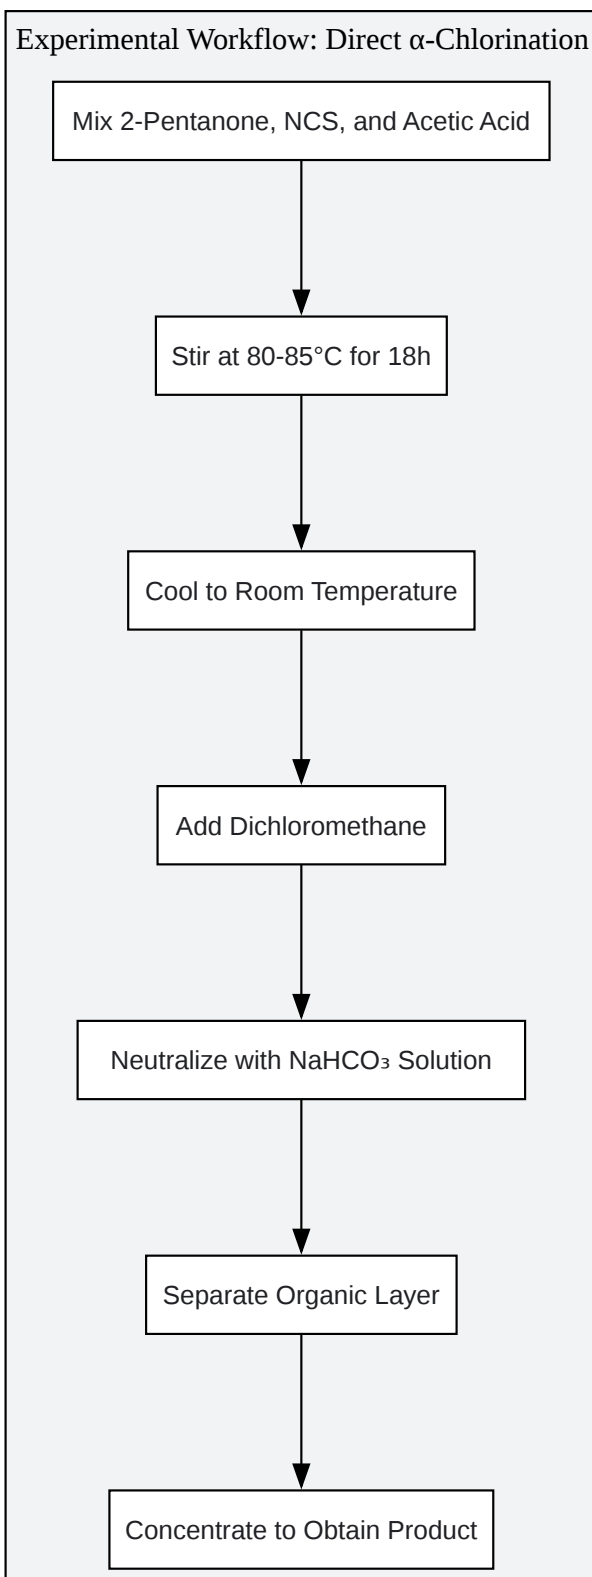 Experimental Workflow: Direct α-Chlorination
Mix 2-Pentanone, NCS, and Acetic Acid
Stir at 80-85°C for 18h
Cool to Room Temperature
Add Dichloromethane
Neutralize with NaHCO₃ Solution
Separate Organic Layer
Concentrate to Obtain Product